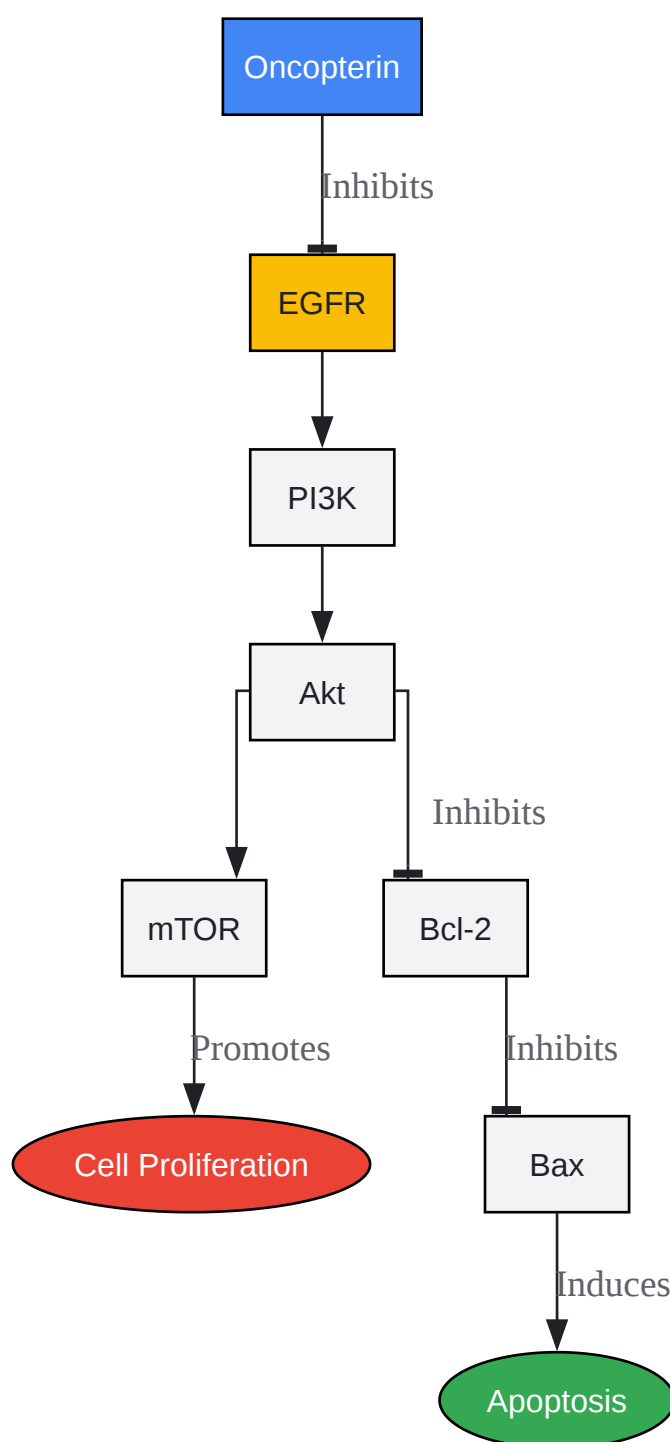 Oncopterin
Inhibits
EGFR
PI3K
Akt
Inhibits
mTOR
Bcl-2
Promotes
Inhibits
Cell Proliferation
Bax
Induces
Apoptosis